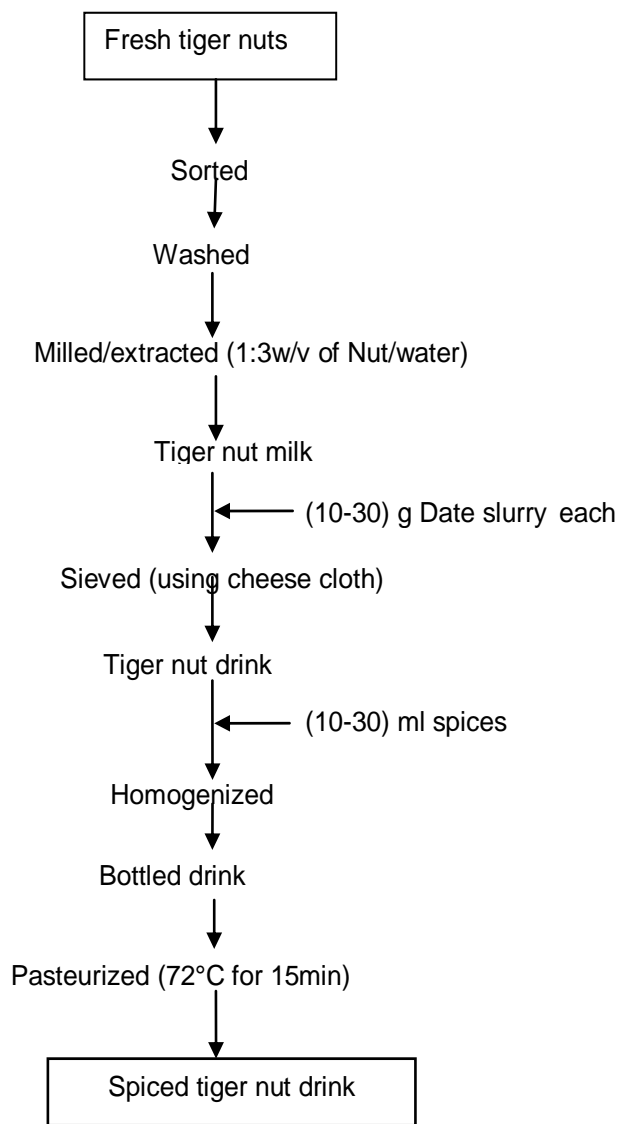 Fresh tiger nuts
Sorted
Washed
Milled/extracted (1:3w/v of Nut/water)
Tiger nut milk
(10-30) g Date slurry each
Sieved (using cheese cloth)
Tiger nut drink
(10-30) ml spices
Homogenized
Bottled drink
Pasteurized (72°C for 15min)
Spiced tiger nut drink